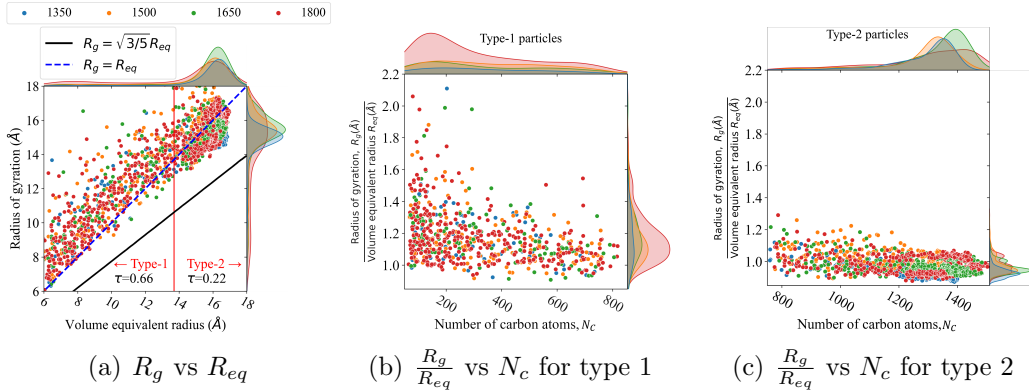 1350 1500 1650 1800
R_g = √3/5 R_eq
R_g = R_eq
18
16
14
12
10
8
6
Radius of gyration (Å)
← Type-1
τ=0.66
Type-2 →
τ=0.22
6 8 10 12 14 16 18
Volume equivalent radius (Å)
(a) R_g vs R_eq
Type-1 particles
2.2
2.0
1.8
1.6
1.4
1.2
1.0
Radius of gyration, R_g(Å)
Volume equivalent radius R_eq(Å)
200 400 600 800
Number of carbon atoms, N_C
(b) R_g/R_eq vs N_c for type 1
Type-2 particles
2.2
2.0
1.8
1.6
1.4
1.2
1.0
Radius of gyration, R_g(Å)
Volume equivalent radius R_eq(Å)
800 1000 1200 1400
Number of carbon atoms,N_C
(c) R_g/R_eq vs N_c for type 2